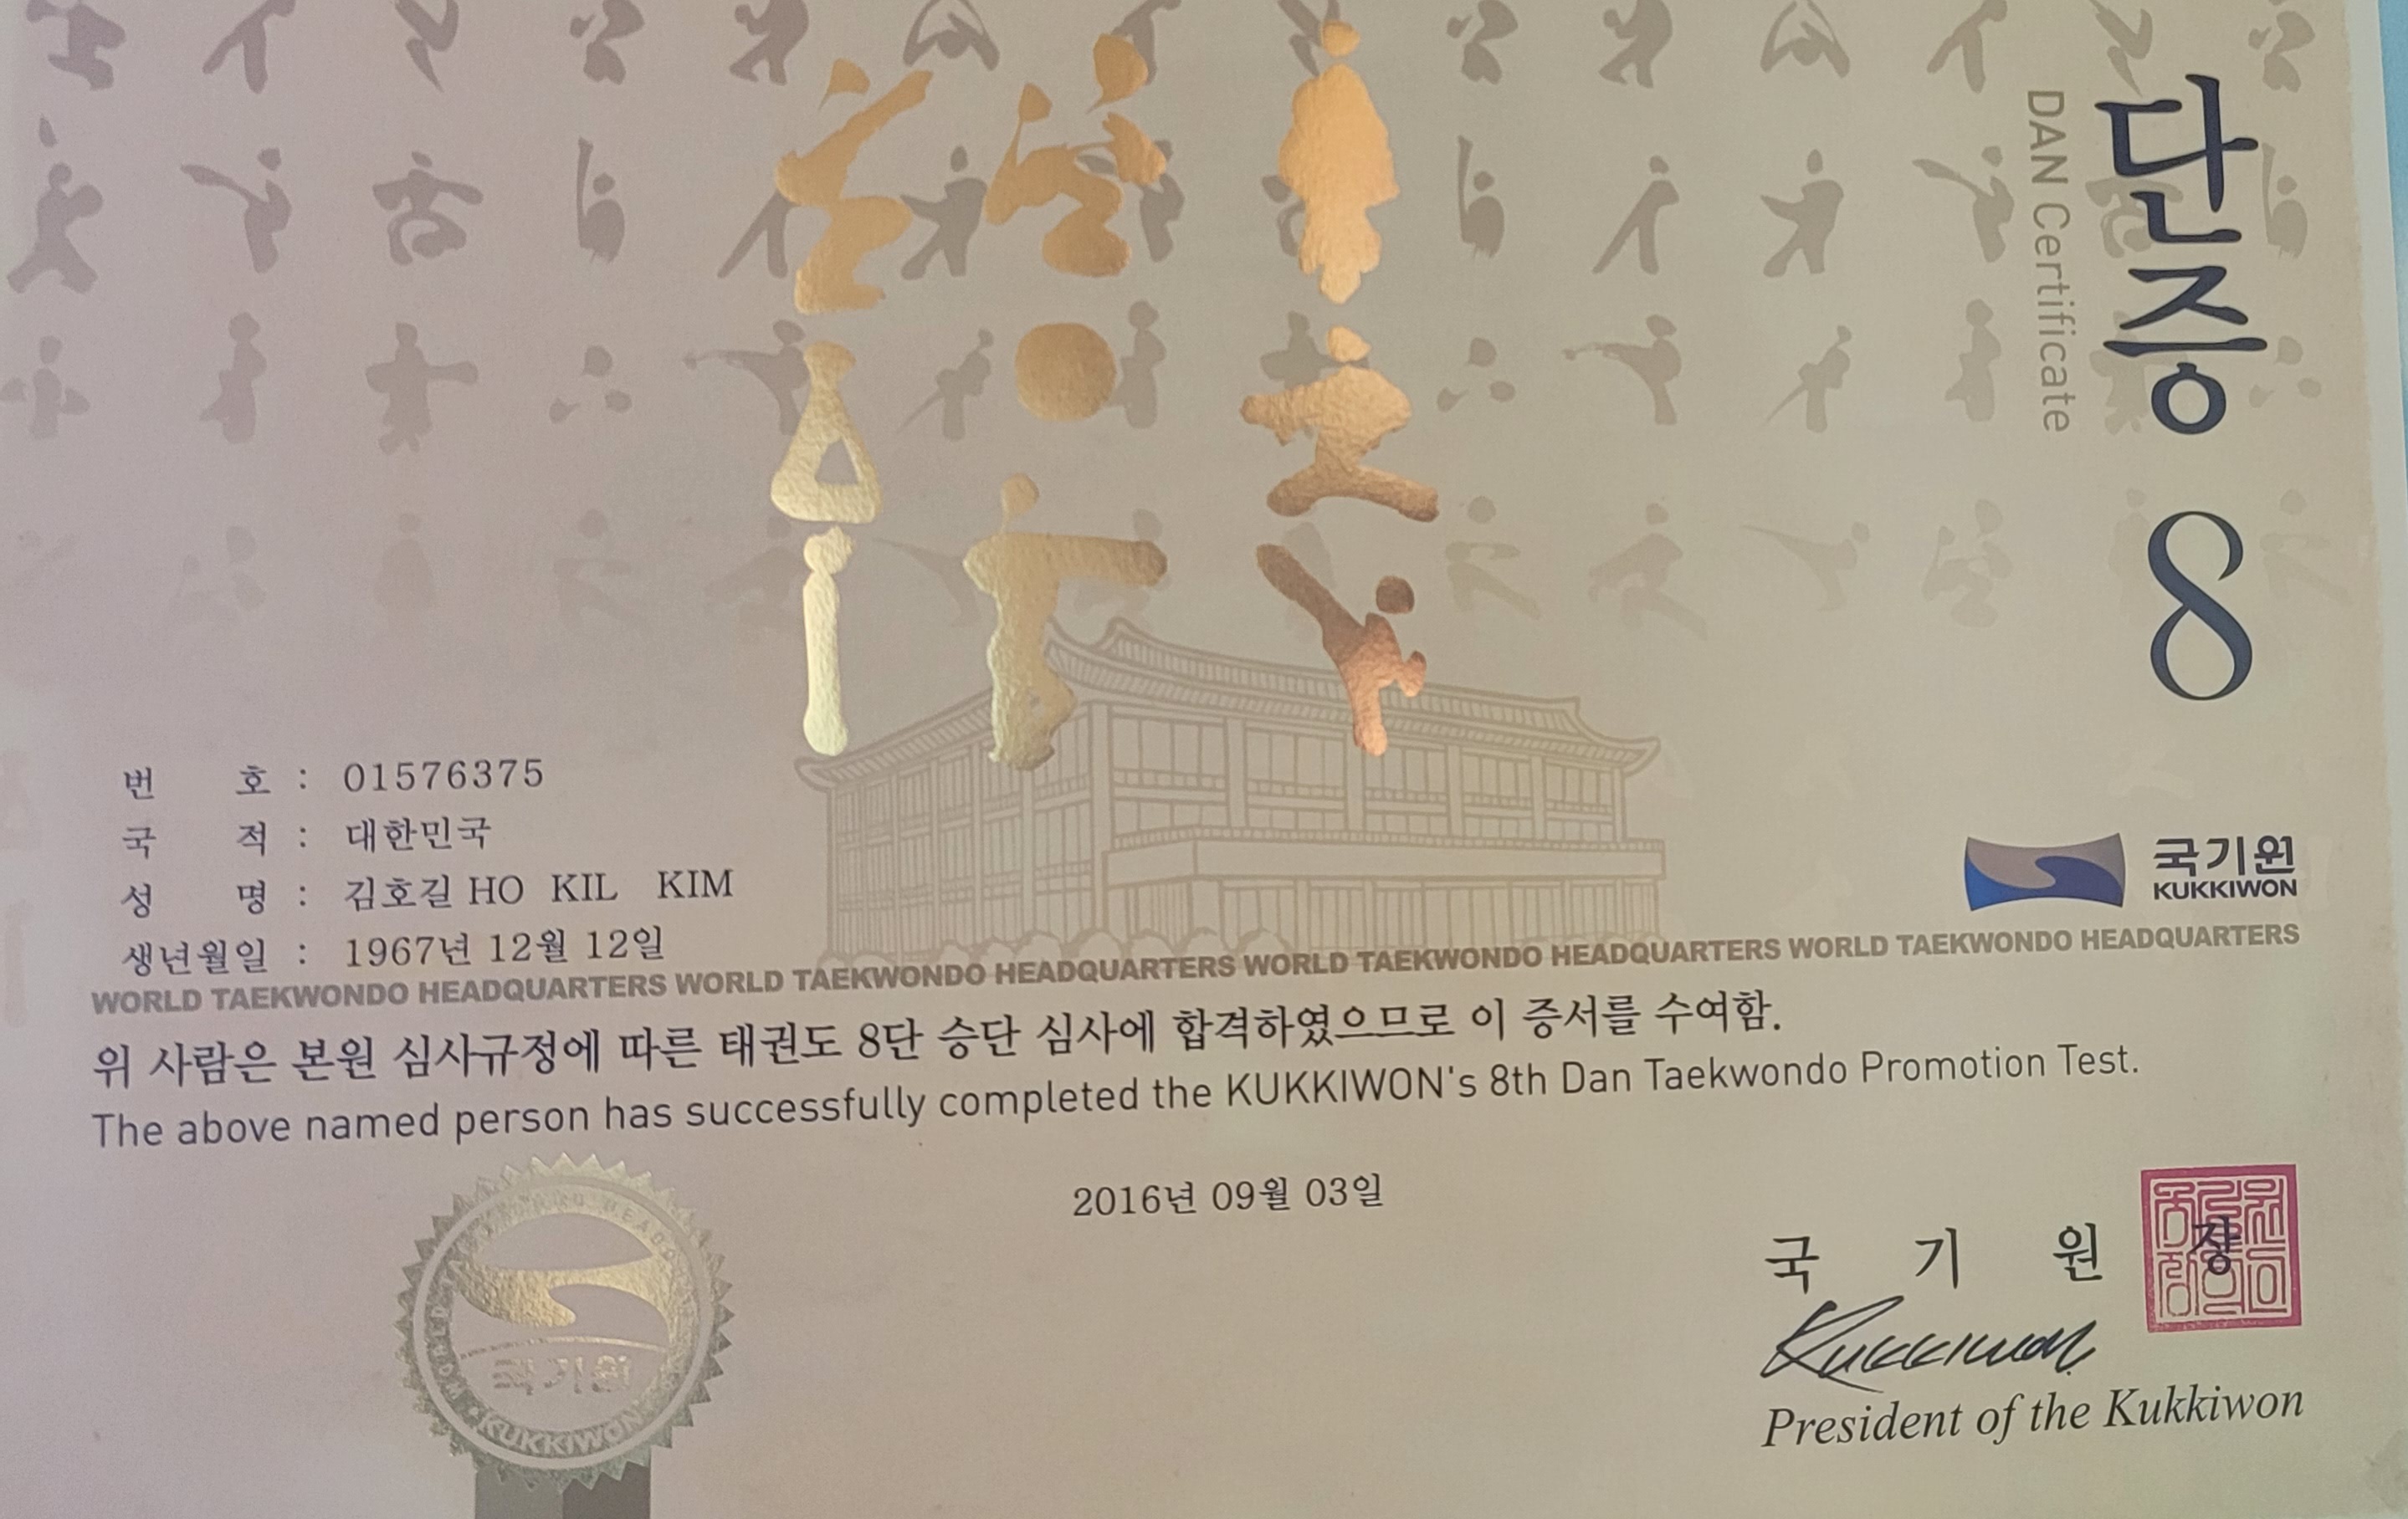 단증
DAN Certificate
8
번 호 : 01576375
국 적 : 대한민국
성 명 : 김호길 HO KIL KIM
생년월일 : 1967년 12월 12일
국기원
KUKKIWON
WORLD TAEKWONDO HEADQUARTERS WORLD TAEKWONDO HEADQUARTERS WORLD TAEKWONDO HEADQUARTERS WORLD TAEKWONDO HEADQUARTERS
위 사람은 본원 심사규정에 따른 태권도 8단 승단 심사에 합격하였으므로 이 증서를 수여함.
The above named person has successfully completed the KUKKIWON's 8th Dan Taekwondo Promotion Test.
2016년 09월 03일
국 기 원 장
Kukkiwon
President of the Kukkiwon
국기원
KUKKIWON